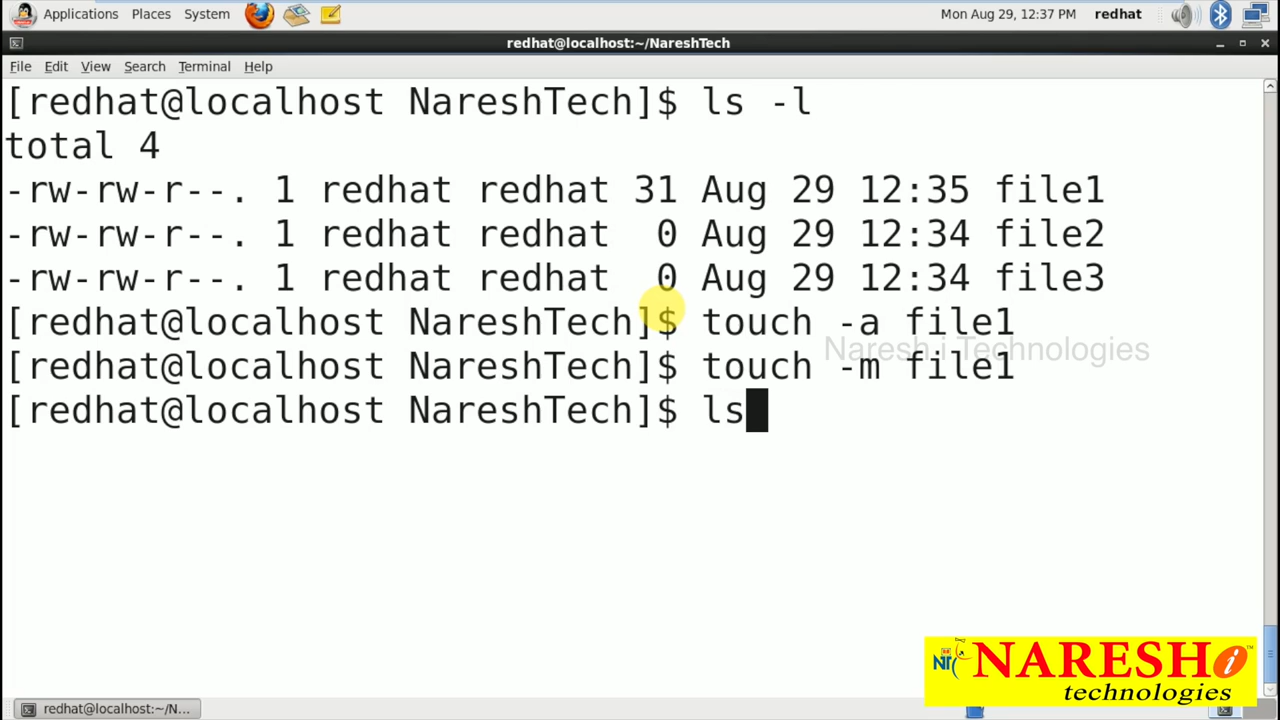 Applications Places System Mon Aug 29, 12:37 PM redhat
redhat@localhost:~/NareshTech
File Edit View Search Terminal Help
[redhat@localhost NareshTech]$ ls -l
total 4
-rw-rw-r--. 1 redhat redhat 31 Aug 29 12:35 file1
-rw-rw-r--. 1 redhat redhat  0 Aug 29 12:34 file2
-rw-rw-r--. 1 redhat redhat  0 Aug 29 12:34 file3
[redhat@localhost NareshTech]$ touch -a file1
Naresh i Technologies
[redhat@localhost NareshTech]$ touch -m file1
[redhat@localhost NareshTech]$ ls
NT NARESH i
technologies
redhat@localhost:~/N...